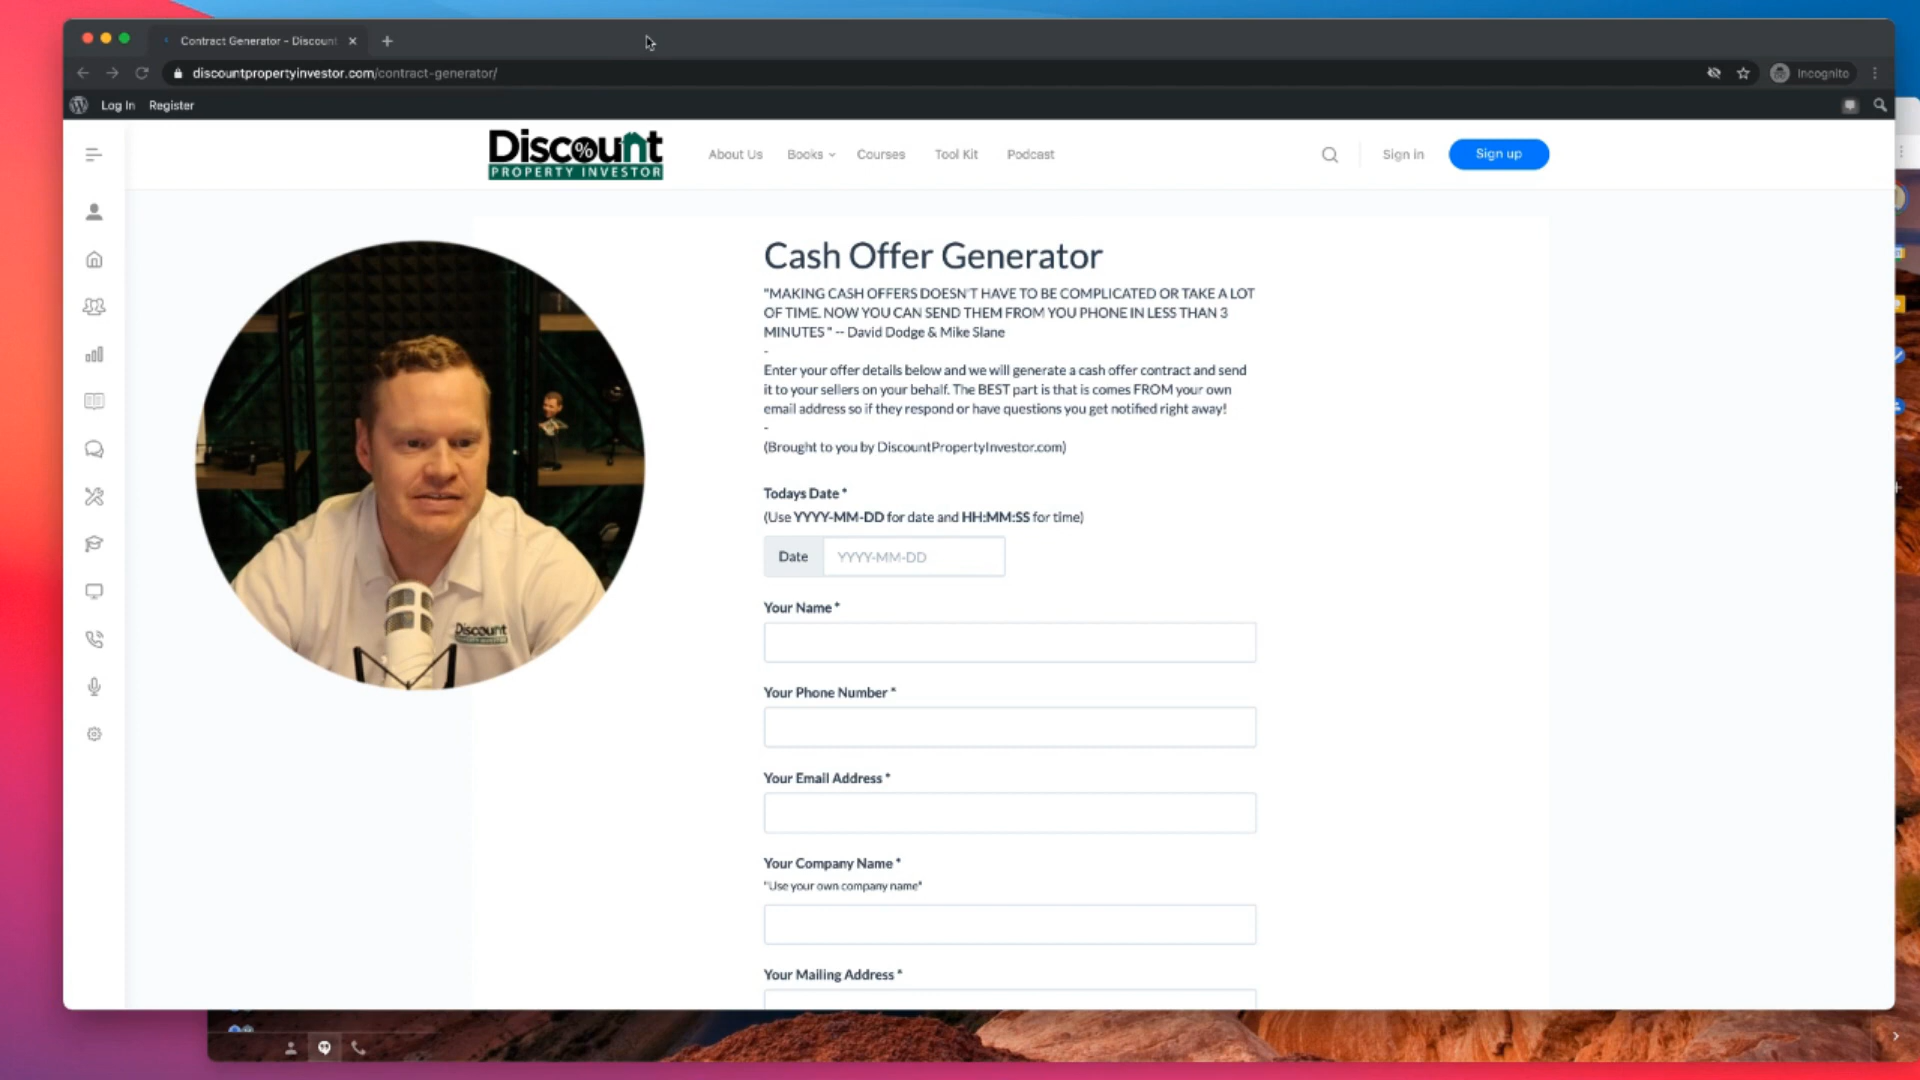 Contract Generator - Discount
discountpropertyinvestor.com/contract-generator/
Incognito
Log In Register
Discount
PROPERTY INVESTOR
About Us Books Courses Tool Kit Podcast
Sign in Sign up
Cash Offer Generator
"MAKING CASH OFFERS DOESN'T HAVE TO BE COMPLICATED OR TAKE A LOT
OF TIME. NOW YOU CAN SEND THEM FROM YOU PHONE IN LESS THAN 3
MINUTES " -- David Dodge & Mike Slane
-
Enter your offer details below and we will generate a cash offer contract and send
it to your sellers on your behalf. The BEST part is that is comes FROM your own
email address so if they respond or have questions you get notified right away!
-
(Brought to you by DiscountPropertyInvestor.com)
Todays Date *
(Use YYYY-MM-DD for date and HH:MM:SS for time)
Date YYYY-MM-DD
Your Name *
Your Phone Number *
Discount
Your Email Address *
Your Company Name *
"Use your own company name"
Your Mailing Address *